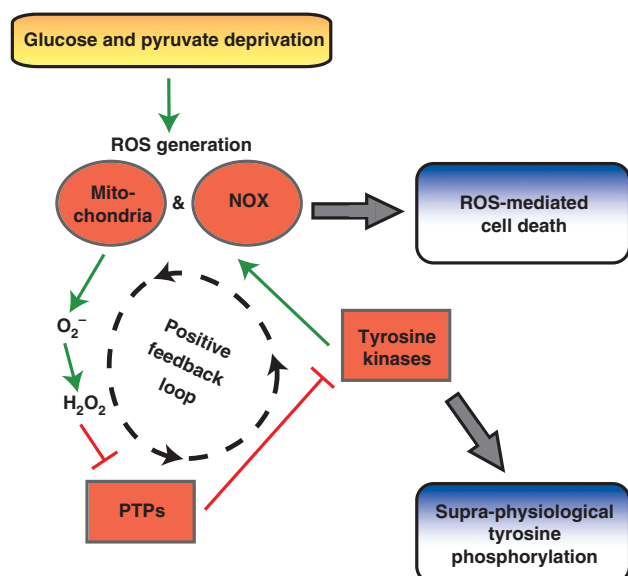 Glucose and pyruvate deprivation
ROS generation
Mito-
chondria
&
NOX
ROS-mediated
cell death
O₂⁻
H₂O₂
Positive
feedback
loop
Tyrosine
kinases
PTPs
Supra-physiological
tyrosine
phosphorylation